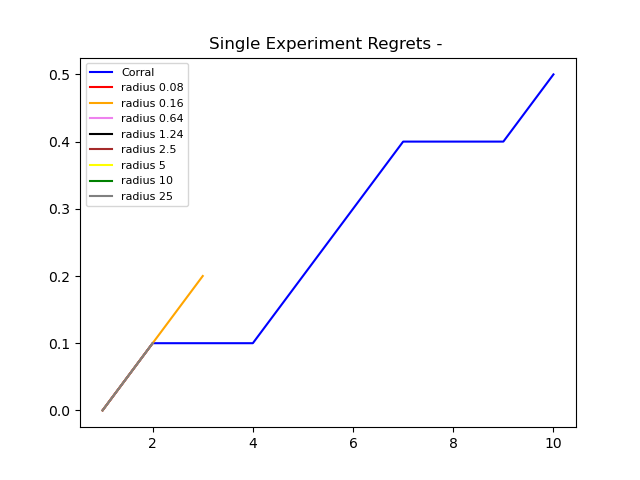 Single Experiment Regrets -
Corral
radius 0.08
radius 0.16
radius 0.64
radius 1.24
radius 2.5
radius 5
radius 10
radius 25
0.5
0.4
0.3
0.2
0.1
0.0
2 4 6 8 10